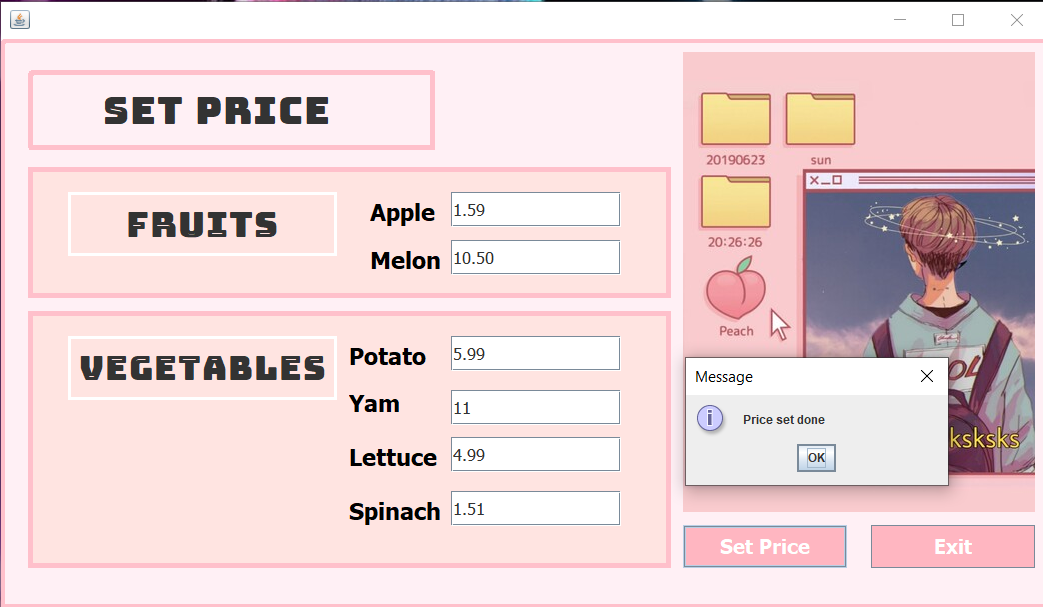 SET PRICE
FRUITS
Apple 1.59
Melon 10.50
VEGETABLES
Potato 5.99
Yam 11
Lettuce 4.99
Spinach 1.51
20190623 sun
20:26:26
Peach
ksksks
Message
Price set done
OK
Set Price Exit